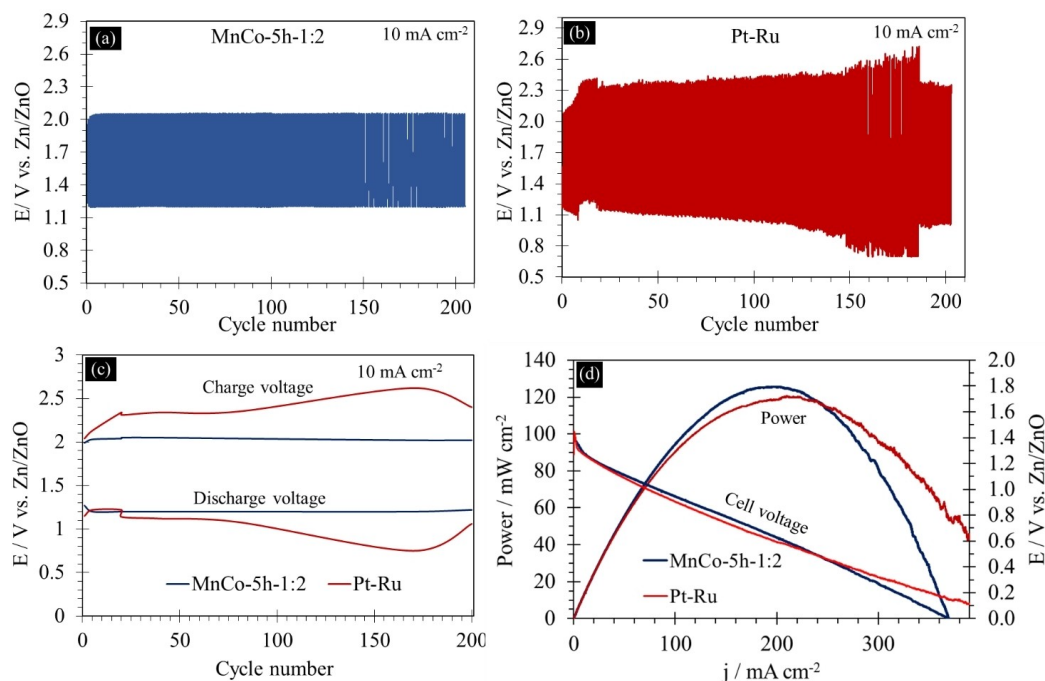 (a)
MnCo-5h-1:2
10 mA cm-2
2.9
2.6
2.3
2.0
1.7
1.4
1.1
0.8
0.5
E/ V vs. Zn/ZnO
0
50
100
150
200
Cycle number
(b)
Pt-Ru
10 mA cm-2
2.9
2.6
2.3
2.0
1.7
1.4
1.1
0.8
0.5
E/ V vs. Zn/ZnO
0
50
100
150
200
Cycle number
(c)
10 mA cm-2
Charge voltage
Discharge voltage
MnCo-5h-1:2
Pt-Ru
3
2.5
2
1.5
1
0.5
0
E / V vs. Zn/ZnO
0
50
100
150
200
Cycle number
(d)
Power
Cell voltage
MnCo-5h-1:2
Pt-Ru
140
120
100
80
60
40
20
0
Power / mW cm-2
2.0
1.8
1.6
1.4
1.2
1.0
0.8
0.6
0.4
0.2
0.0
E / V vs. Zn/ZnO
0
100
200
300
j / mA cm-2